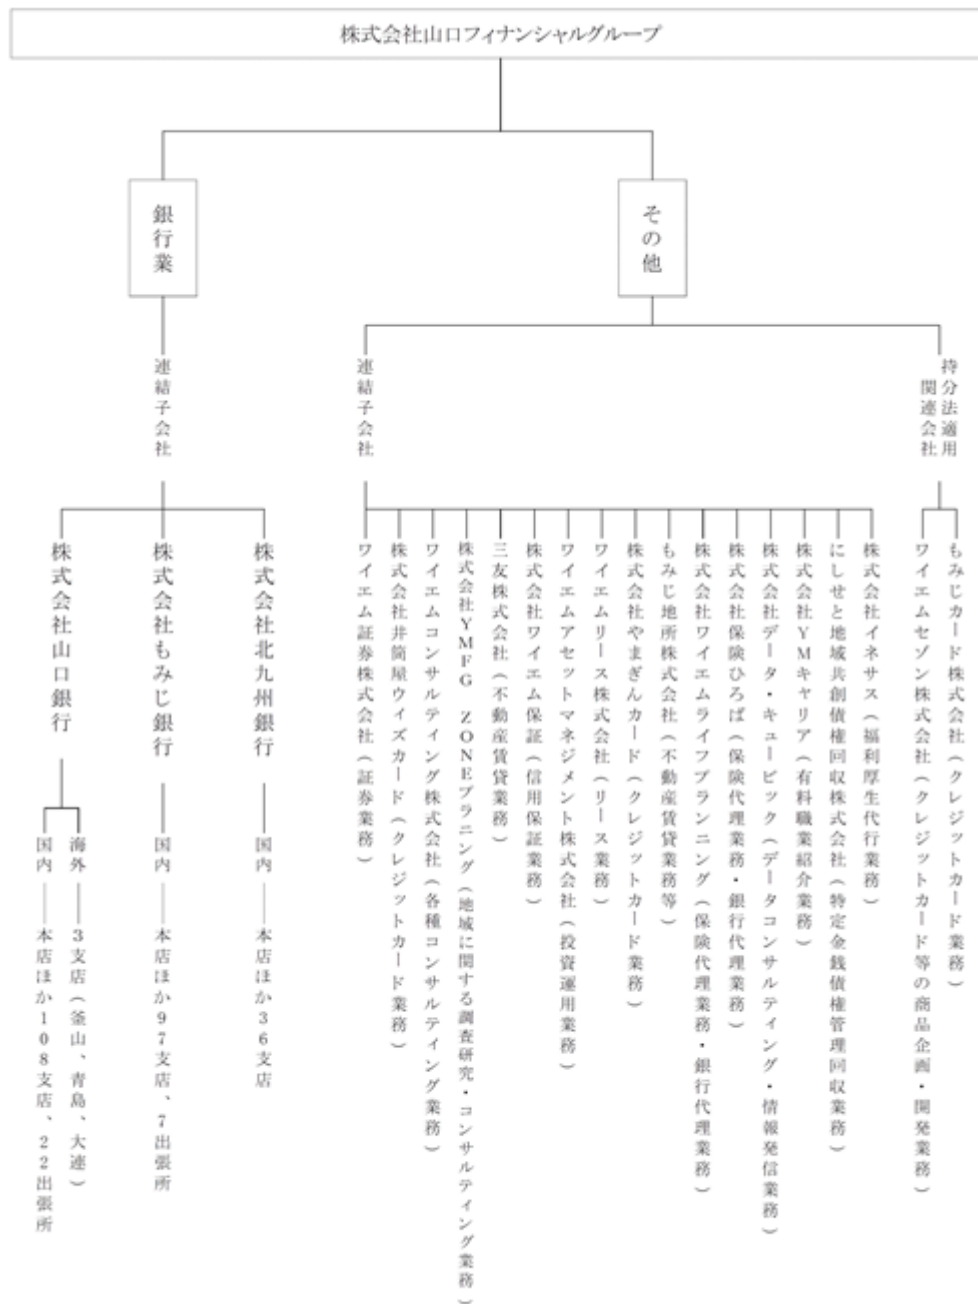 株式会社山口フィナンシャルグループ
銀行業
連結子会社
株式会社山口銀行
国内
本店ほか108支店、22出張所
海外
3支店(釜山、青島、大連)
株式会社もみじ銀行
国内
本店ほか97支店、7出張所
株式会社北九州銀行
国内
本店ほか36支店
その他
連結子会社
ワイエム証券株式会社(証券業務)
株式会社井筒屋ウィズカード(クレジットカード業務)
ワイエムコンサルティング株式会社(各種コンサルティング業務)
株式会社YMFG ZONEプラニング(地域に関する調査研究・コンサルティング業務)
三友株式会社(不動産賃貸業務)
株式会社ワイエム保証(信用保証業務)
ワイエムアセットマネジメント株式会社(投資運用業務)
ワイエムリース株式会社(リース業務)
株式会社やまぎんカード(クレジットカード業務)
もみじ地所株式会社(不動産賃貸業務等)
株式会社ワイエムライフプランニング(保険代理業務・銀行代理業務)
株式会社保険ひろば(保険代理業務・銀行代理業務)
株式会社データ・キュービック(データコンサルティング・情報発信業務)
株式会社YMキャリア(有料職業紹介業務)
にしせと地域共創債権回収株式会社(特定金銭債権管理回収業務)
株式会社イネサス(福利厚生代行業務)
持分法適用
関連会社
ワイエムセゾン株式会社(クレジットカード等の商品企画・開発業務)
もみじカード株式会社(クレジットカード業務)